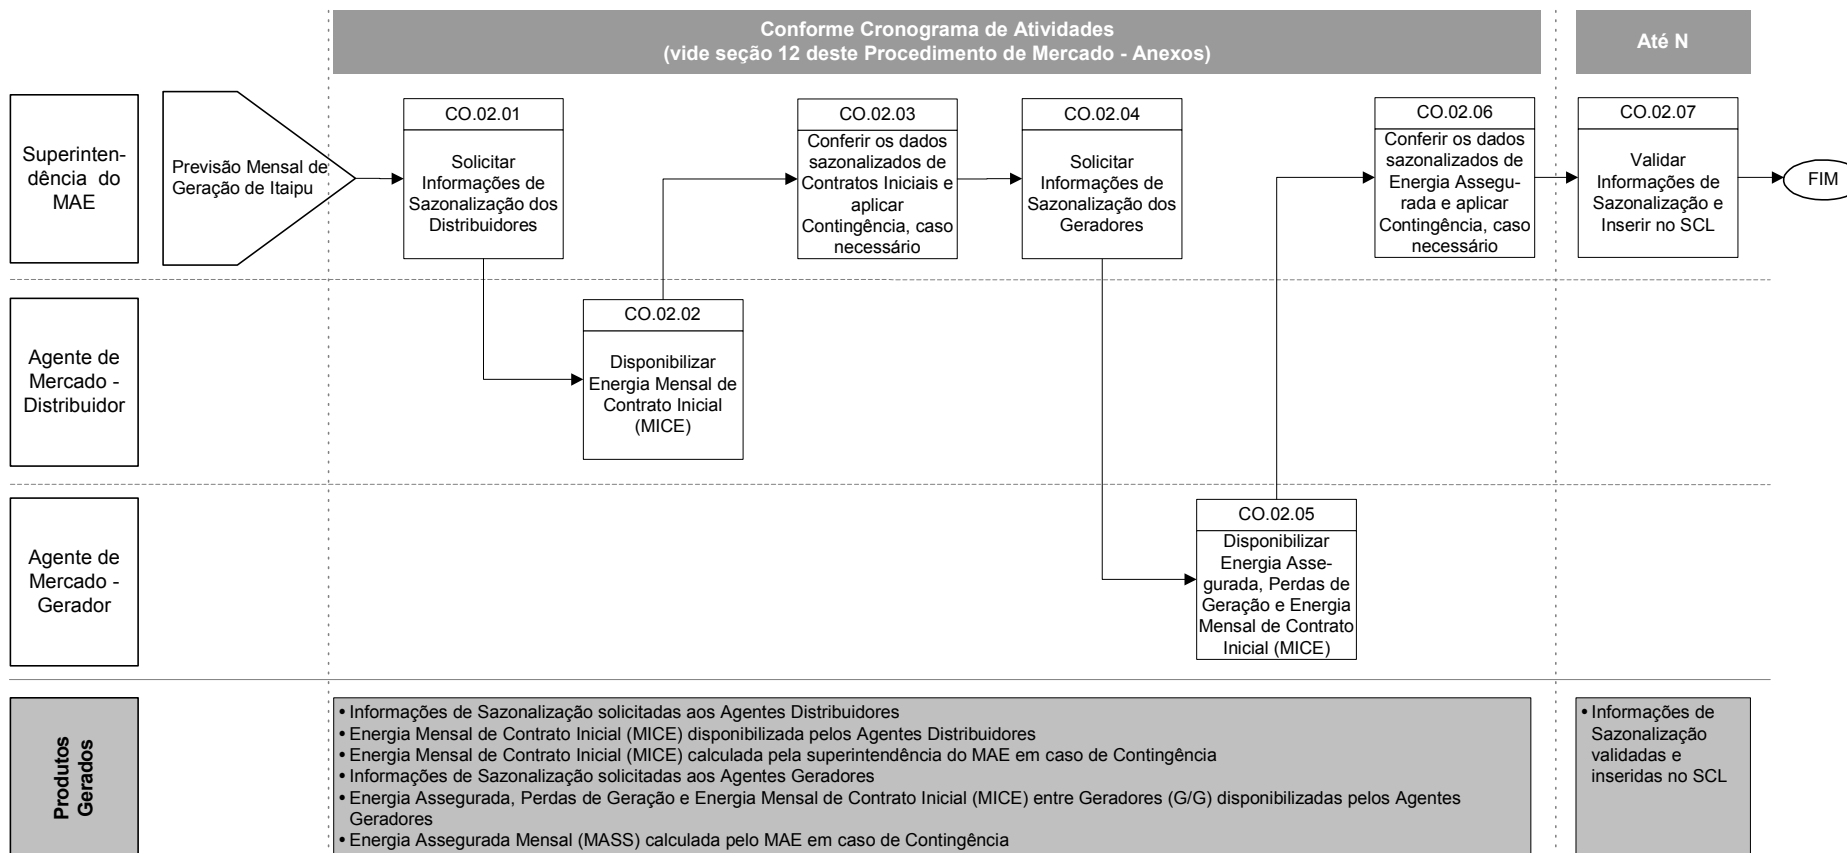 Conforme Cronograma de Atividades
(vide seção 12 deste Procedimento de Mercado - Anexos)
Até N
Superinten-
dência do
MAE
Previsão Mensal de
Geração de Itaipu
CO.02.01
Solicitar
Informações de
Sazonalização dos
Distribuidores
CO.02.03
Conferir os dados
sazonalizados de
Contratos Iniciais e
aplicar
Contingência, caso
necessário
CO.02.04
Solicitar
Informações de
Sazonalização dos
Geradores
CO.02.06
Conferir os dados
sazonalizados de
Energia Assegu-
rada e aplicar
Contingência, caso
necessário
CO.02.07
Validar
Informações de
Sazonalização e
Inserir no SCL
FIM
Agente de
Mercado -
Distribuidor
CO.02.02
Disponibilizar
Energia Mensal de
Contrato Inicial
(MICE)
Agente de
Mercado -
Gerador
CO.02.05
Disponibilizar
Energia Asse-
gurada, Perdas de
Geração e Energia
Mensal de Contrato
Inicial (MICE)
Produtos
Gerados
• Informações de Sazonalização solicitadas aos Agentes Distribuidores
• Energia Mensal de Contrato Inicial (MICE) disponibilizada pelos Agentes Distribuidores
• Energia Mensal de Contrato Inicial (MICE) calculada pela superintendência do MAE em caso de Contingência
• Informações de Sazonalização solicitadas aos Agentes Geradores
• Energia Assegurada, Perdas de Geração e Energia Mensal de Contrato Inicial (MICE) entre Geradores (G/G) disponibilizadas pelos Agentes
Geradores
• Energia Assegurada Mensal (MASS) calculada pelo MAE em caso de Contingência
• Informações de
Sazonalização
validadas e
inseridas no SCL